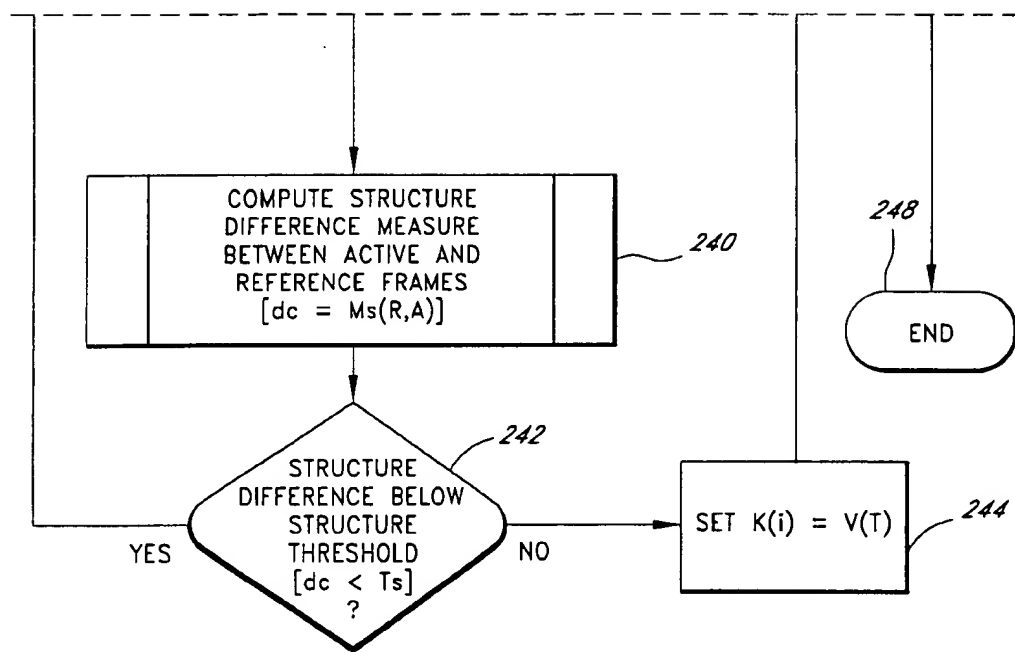 COMPUTE STRUCTURE
DIFFERENCE MEASURE
BETWEEN ACTIVE AND
REFERENCE FRAMES
[dc = Ms(R,A)]
240
248
END
242
STRUCTURE
DIFFERENCE BELOW
STRUCTURE
THRESHOLD
[dc < Ts]
?
YES
NO
SET K(i) = V(T)
244